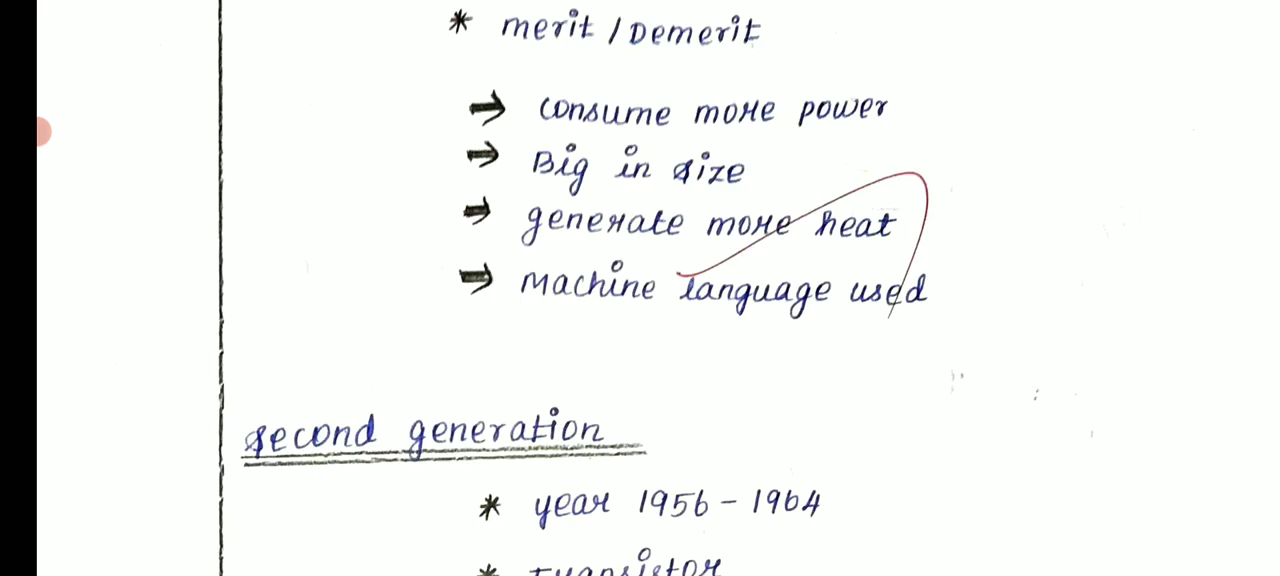 * merit / Demerit
➡ consume more power
➡ Big in size
➡ generate more heat
➡ Machine language used
second generation
* year 1956 - 1964
* Transistor